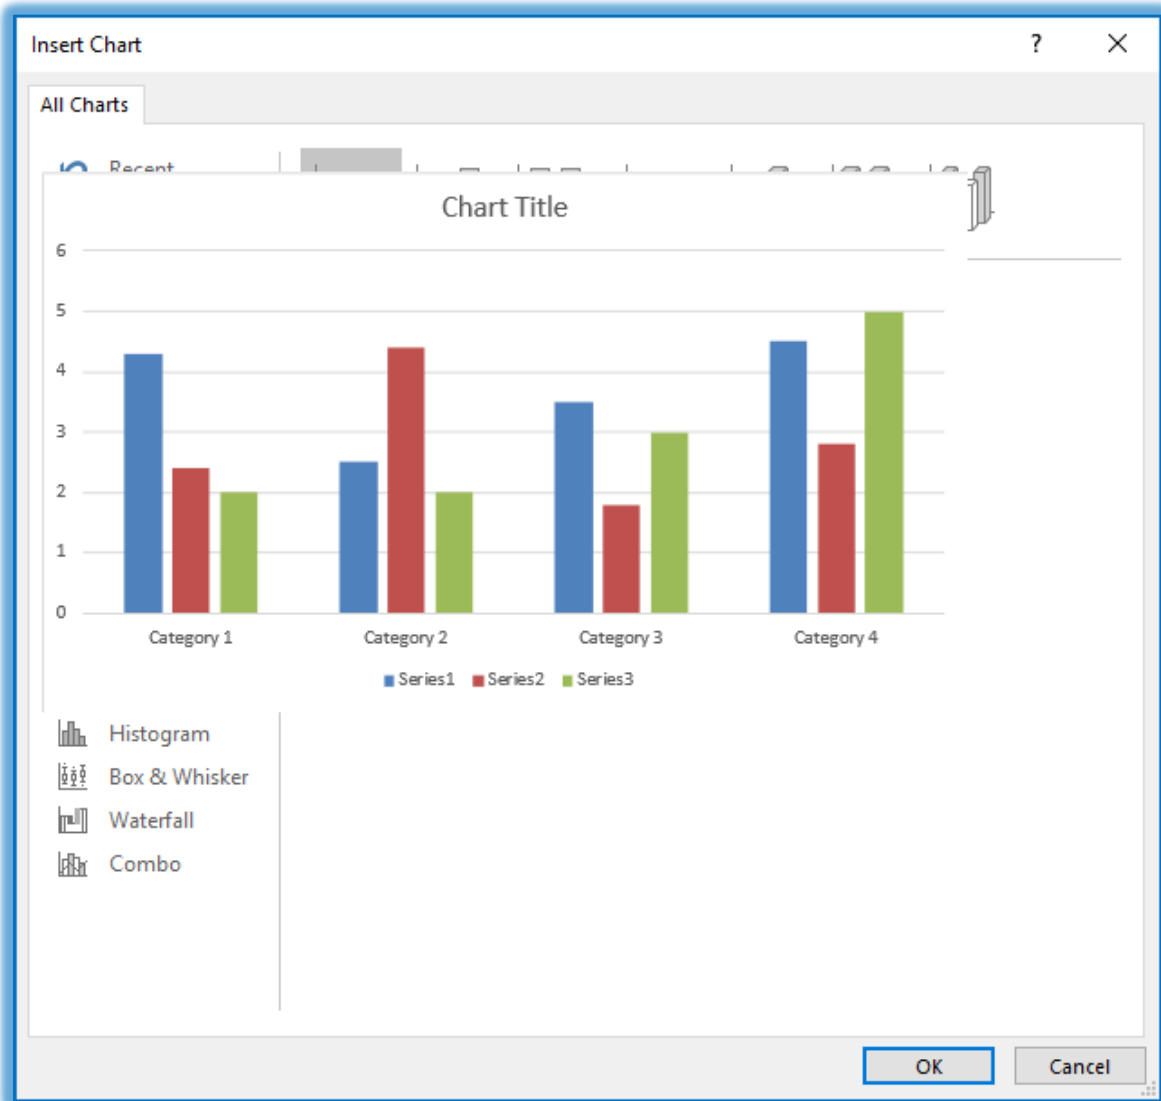 Insert Chart ?
All Charts
Recent
Chart Title
6
5
4
3
2
1
0
Category 1 Category 2 Category 3 Category 4
Series1 Series2 Series3
Histogram
Box & Whisker
Waterfall
Combo
OK Cancel